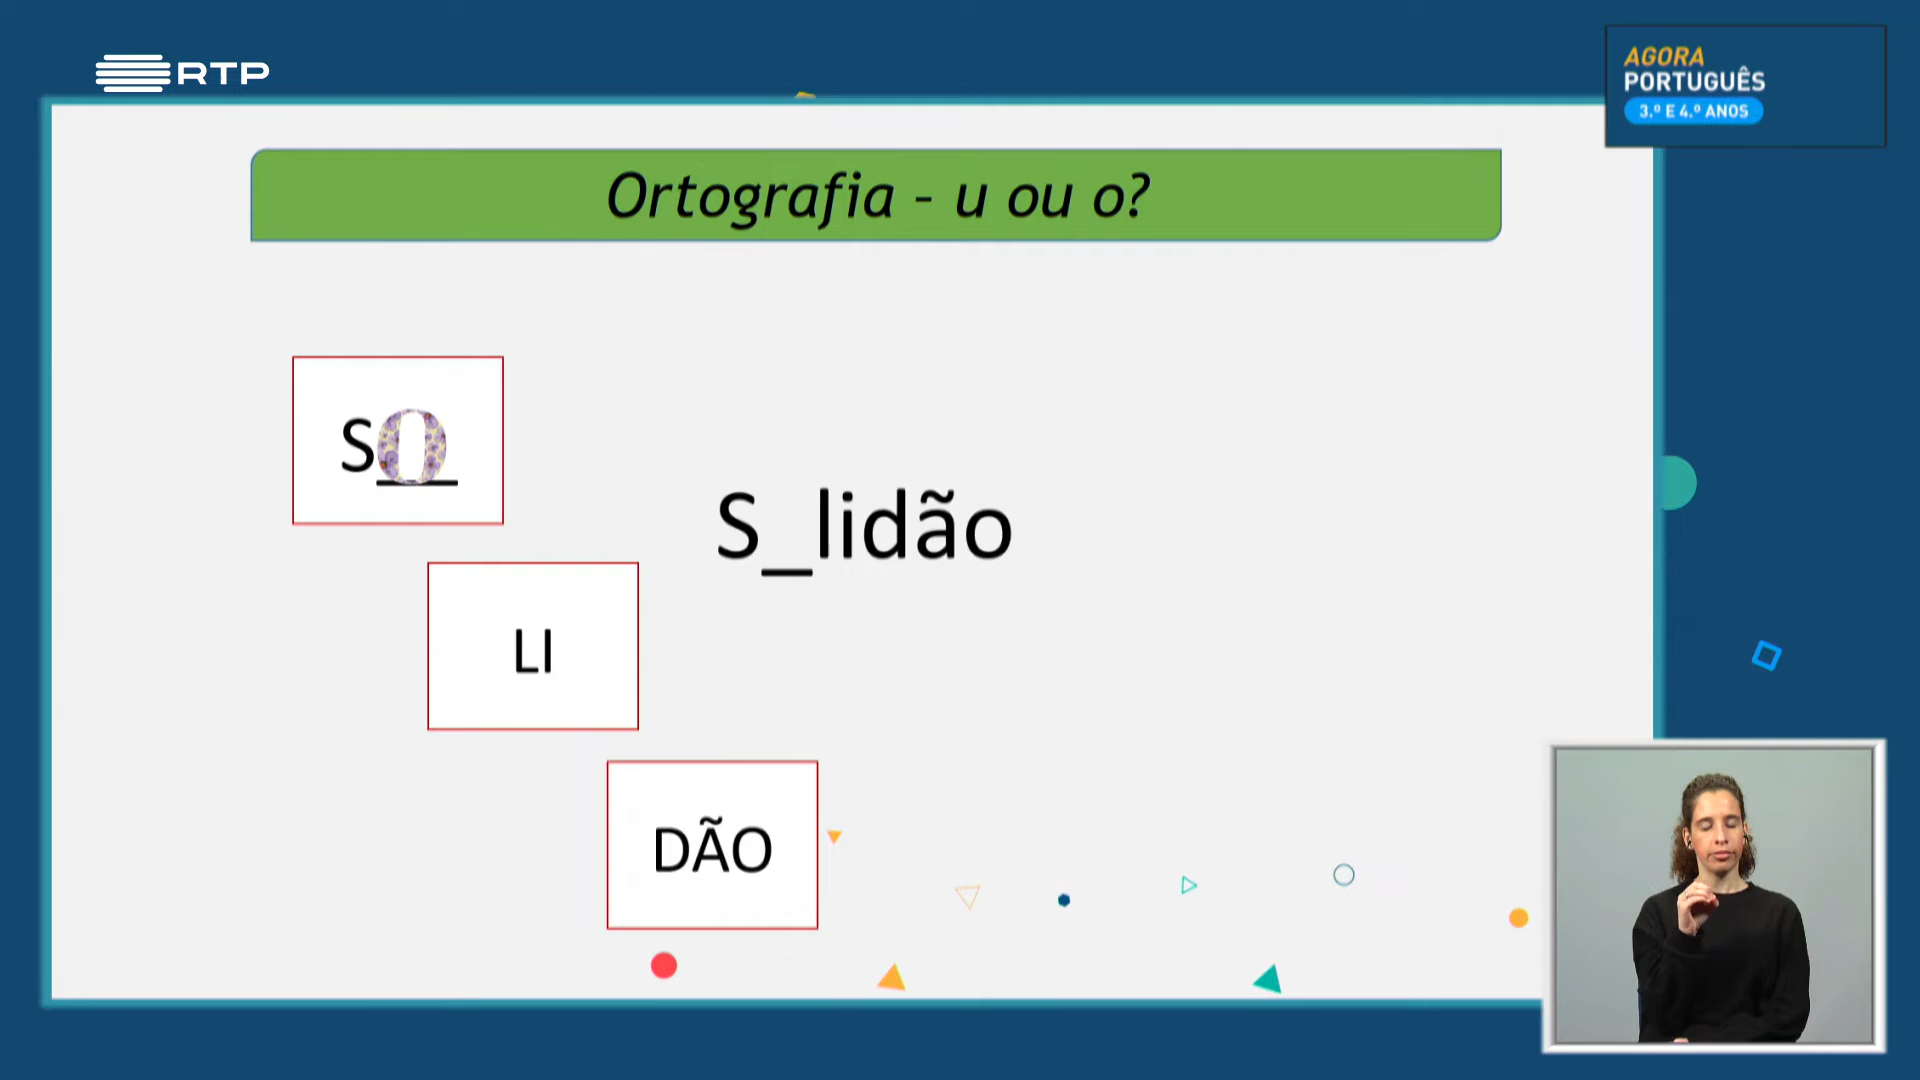 RTP
AGORA
PORTUGUÊS
3.º E 4.º ANOS
Ortografia - u ou o?
SO
S_lidão
LI
DÃO